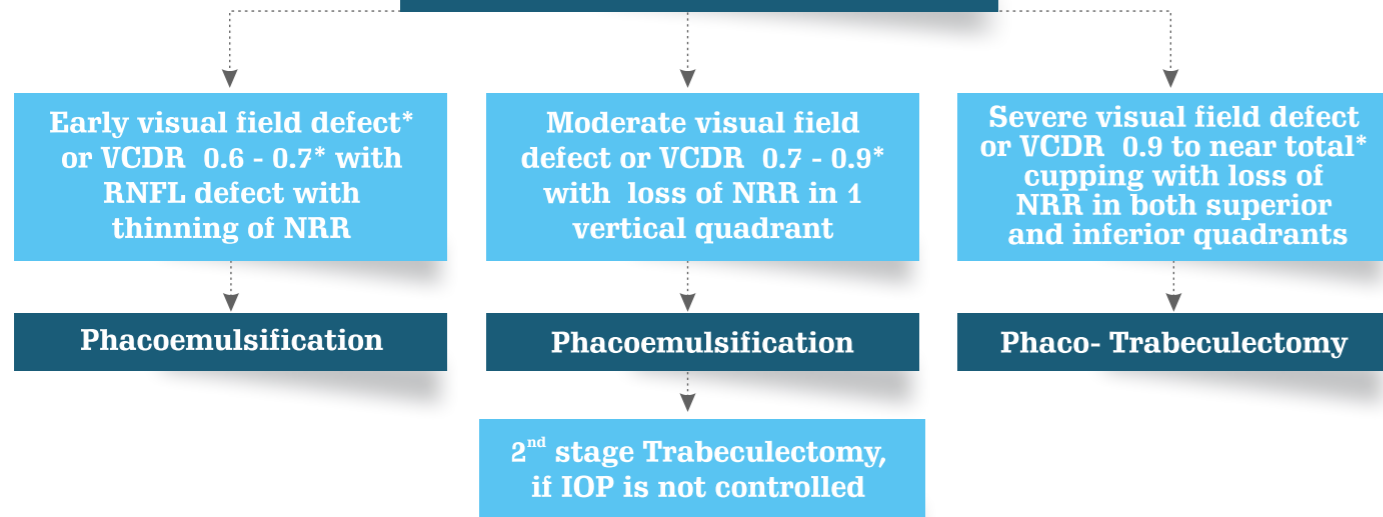 Early visual field defect*
or VCDR 0.6 - 0.7* with
RNFL defect with
thinning of NRR
Moderate visual field
defect or VCDR 0.7 - 0.9*
with loss of NRR in 1
vertical quadrant
Severe visual field defect
or VCDR 0.9 to near total*
cupping with loss of
NRR in both superior
and inferior quadrants
Phacoemulsification
Phacoemulsification
Phaco- Trabeculectomy
2nd stage Trabeculectomy,
if IOP is not controlled